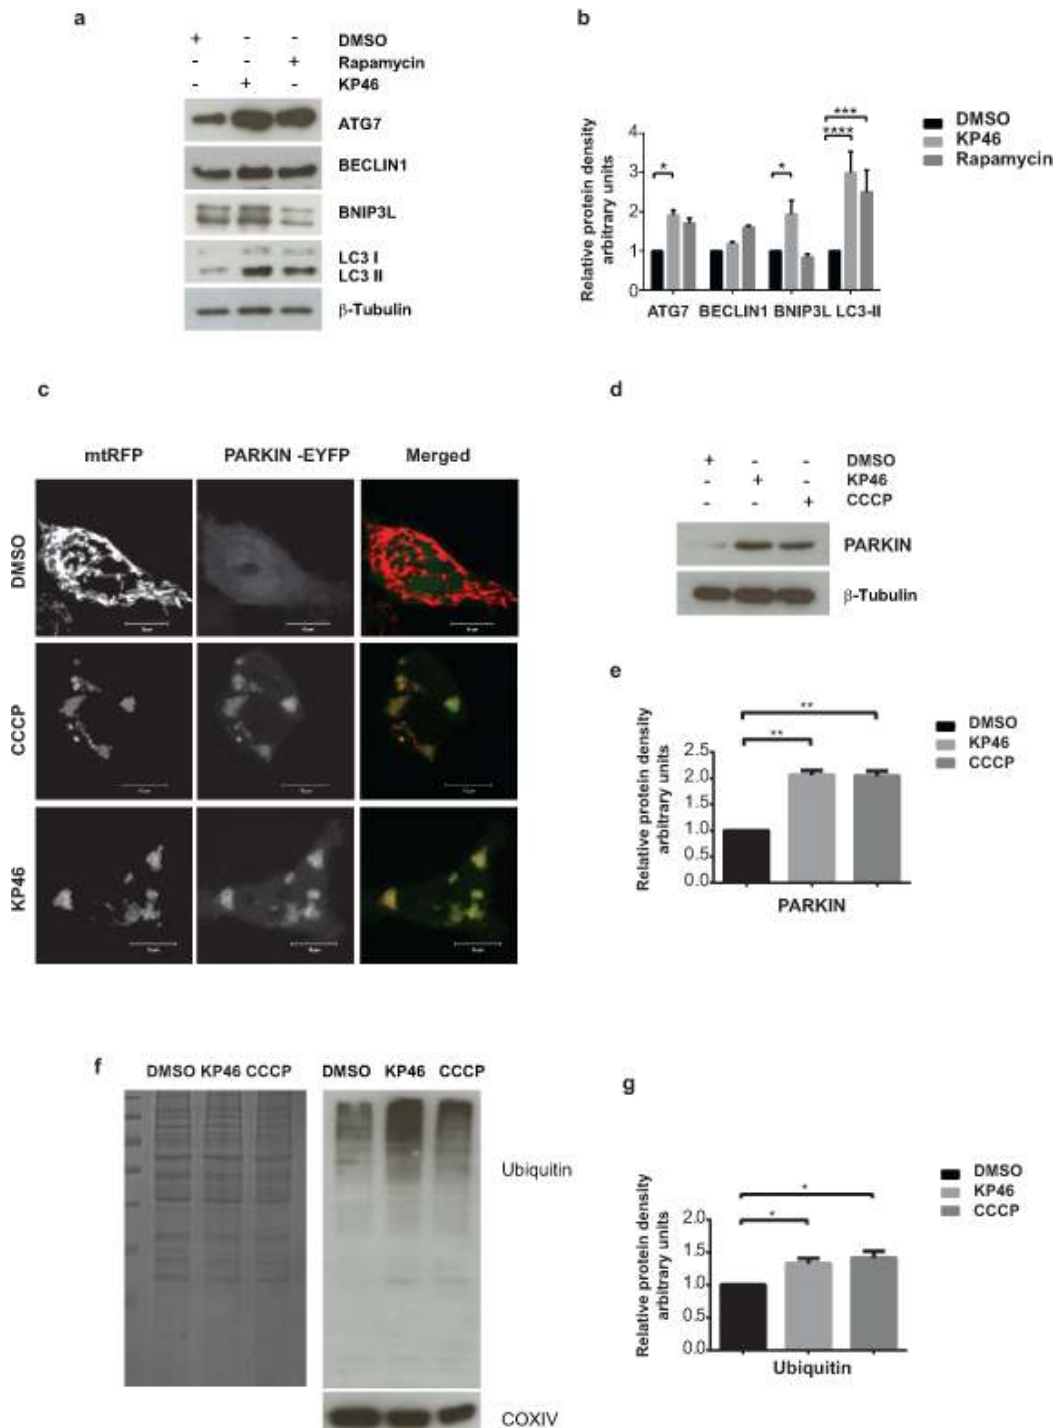 a
+ - - DMSO
- - + Rapamycin
- + - KP46
ATG7
BECLIN1
BNIP3L
LC3 I
LC3 II
β-Tubulin
b
DMSO
KP46
Rapamycin
Relative protein density
arbitrary units
4
3
2
1
0
* * **** ***
ATG7 BECLIN1 BNIP3L LC3-II
c
mtRFP PARKIN -EYFP Merged
DMSO
CCCP
KP46
d
+ - - DMSO
- + - KP46
- - + CCCP
PARKIN
β-Tubulin
e
DMSO
KP46
CCCP
Relative protein density
arbitrary units
2.5
2.0
1.5
1.0
0.5
0.0
**
**
PARKIN
f
DMSO KP46 CCCP DMSO KP46 CCCP
Ubiquitin
COXIV
g
DMSO
KP46
CCCP
Relative protein density
arbitrary units
2.0
1.5
1.0
0.5
0.0
*
*
Ubiquitin